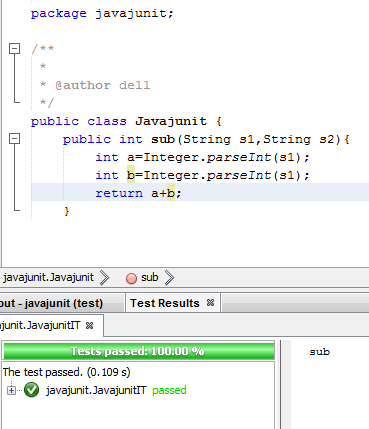 package javajunit;
/**
*
* @author dell
*/
public class Javajunit {
public int sub(String s1,String s2){
int a=Integer.parseInt(s1);
int b=Integer.parseInt(s1);
return a+b;
}
javajunit.Javajunit
sub
out - javajunit (test)
Test Results
ajunit.JavajunitIT
Tests passed: 100.00 %
sub
The test passed. (0.109 s)
javajunit.JavajunitIT passed